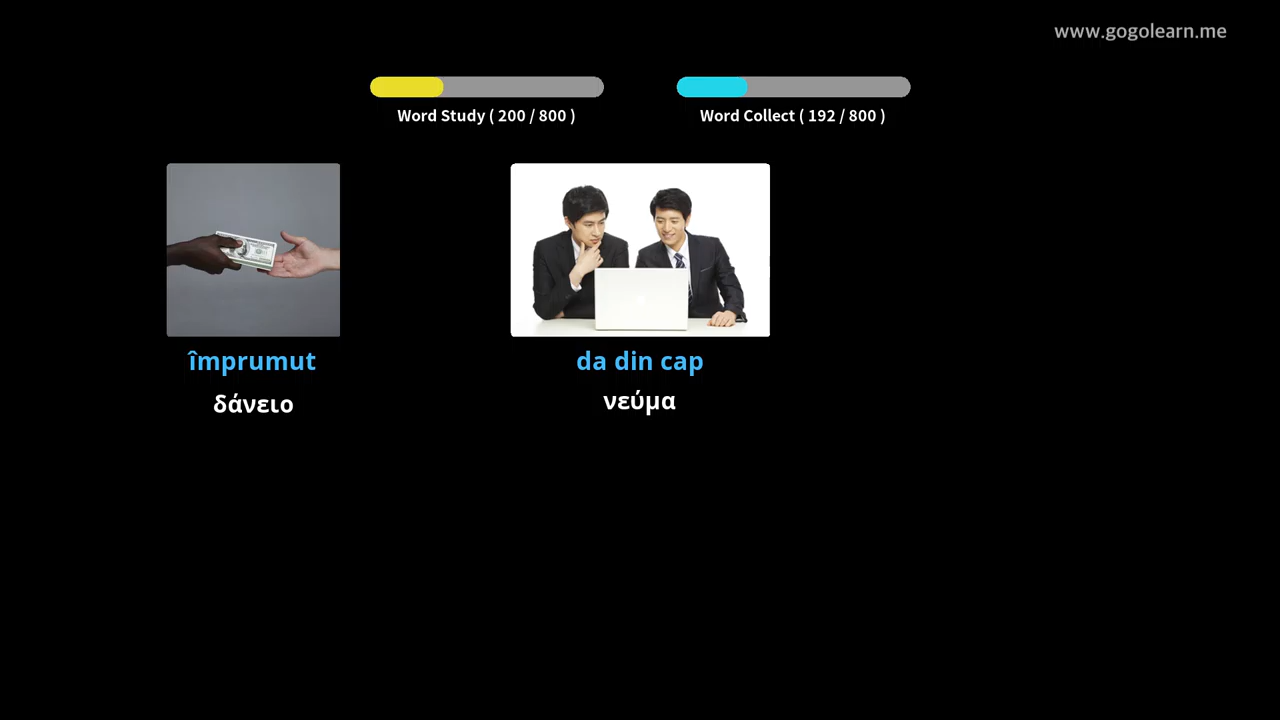 www.gogolearn.me
Word Study ( 200 / 800 )
Word Collect ( 192 / 800 )
împrumut
δάνειο
da din cap
νεύμα